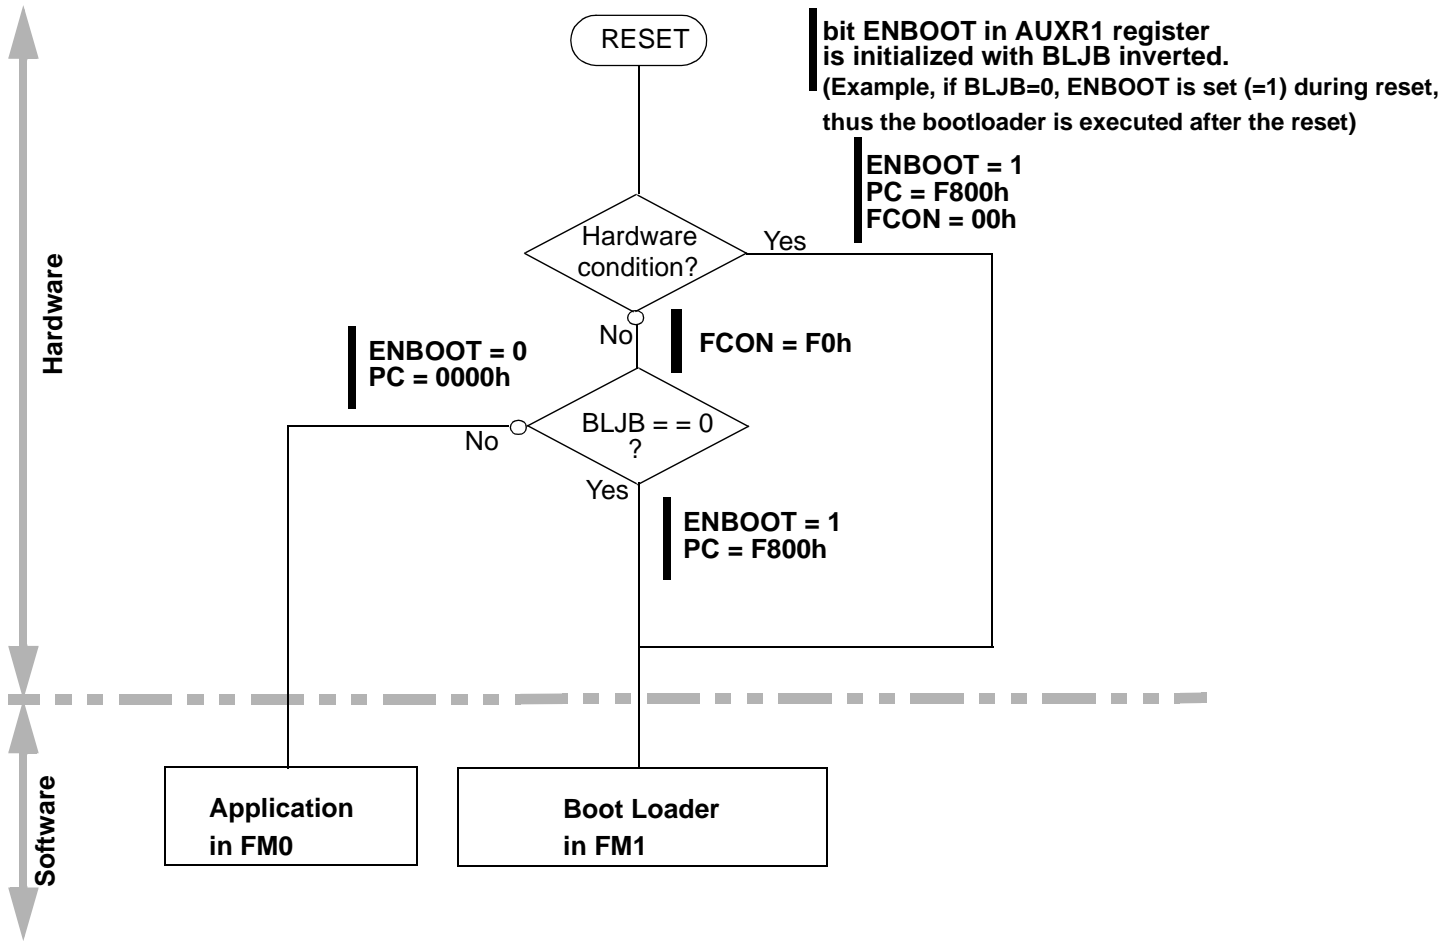 RESET
bit ENBOOT in AUXR1 register
is initialized with BLJB inverted.
(Example, if BLJB=0, ENBOOT is set (=1) during reset,
thus the bootloader is executed after the reset)
ENBOOT = 1
PC = F800h
FCON = 00h
Hardware
condition?
Yes
No
FCON = F0h
Hardware
ENBOOT = 0
PC = 0000h
BLJB = = 0
?
No
Yes
ENBOOT = 1
PC = F800h
Software
Application
in FM0
Boot Loader
in FM1